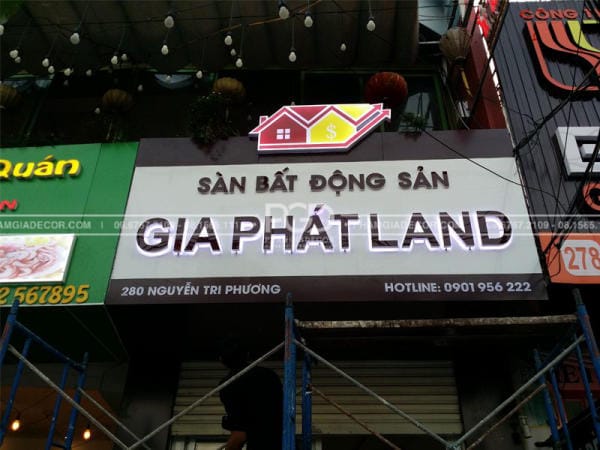 SÀN BẤT ĐỘNG SẢN
GIA PHÁT LAND
280 NGUYỄN TRI PHƯƠNG
HOTLINE: 0901 956 222
Quán
567895
CÔNG
278
$